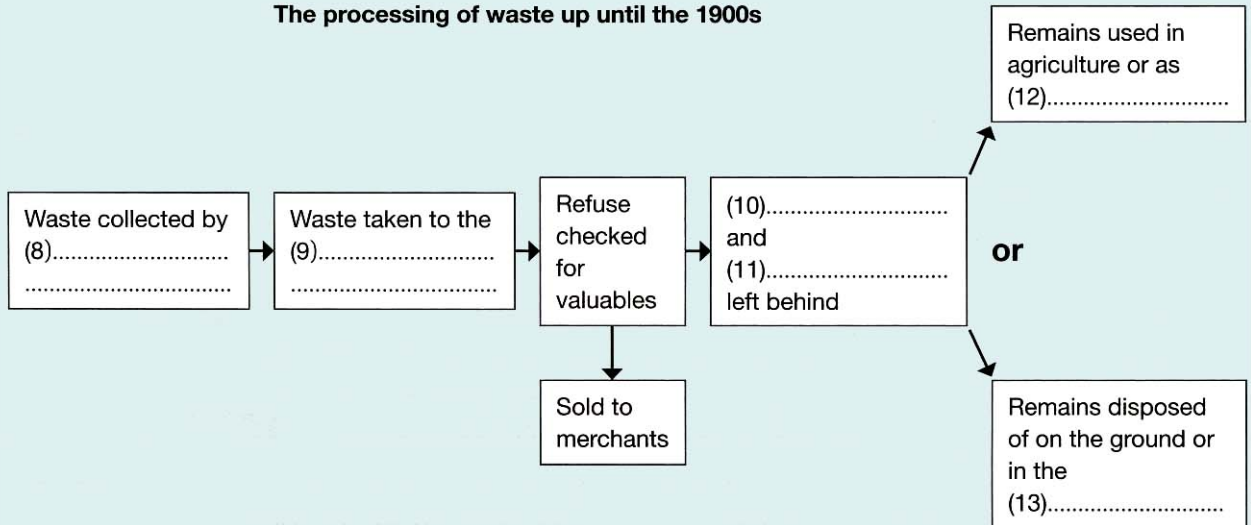 The processing of waste up until the 1900s
Waste collected by
(8)..............................
...................................
Waste taken to the
(9)..............................
...................................
Refuse
checked
for
valuables
Sold to
merchants
(10)...............................
and
(11)...............................
left behind
or
Remains used in
agriculture or as
(12)...............................
Remains disposed
of on the ground or
in the
(13)..............................